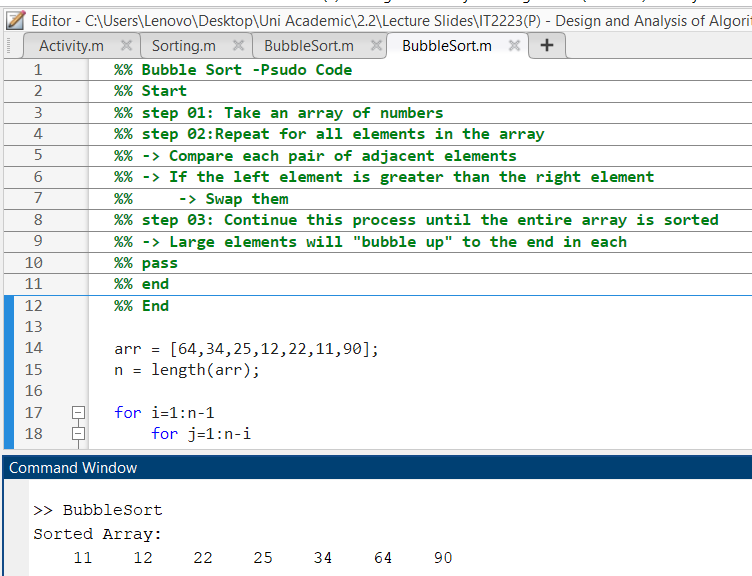 Editor - C:\Users\Lenovo\Desktop\Uni Academic\2.2\Lecture Slides\IT2223(P) - Design and Analysis of Algorit
Activity.m × Sorting.m × BubbleSort.m × BubbleSort.m × +
1 %% Bubble Sort -Psudo Code
2 %% Start
3 %% step 01: Take an array of numbers
4 %% step 02:Repeat for all elements in the array
5 %% -> Compare each pair of adjacent elements
6 %% -> If the left element is greater than the right element
7 %%     -> Swap them
8 %% step 03: Continue this process until the entire array is sorted
9 %% -> Large elements will "bubble up" to the end in each
10 %% pass
11 %% end
12 %% End
13
14 arr = [64,34,25,12,22,11,90];
15 n = length(arr);
16
17 for i=1:n-1
18     for j=1:n-i
Command Window
>> BubbleSort
Sorted Array:
11 12 22 25 34 64 90